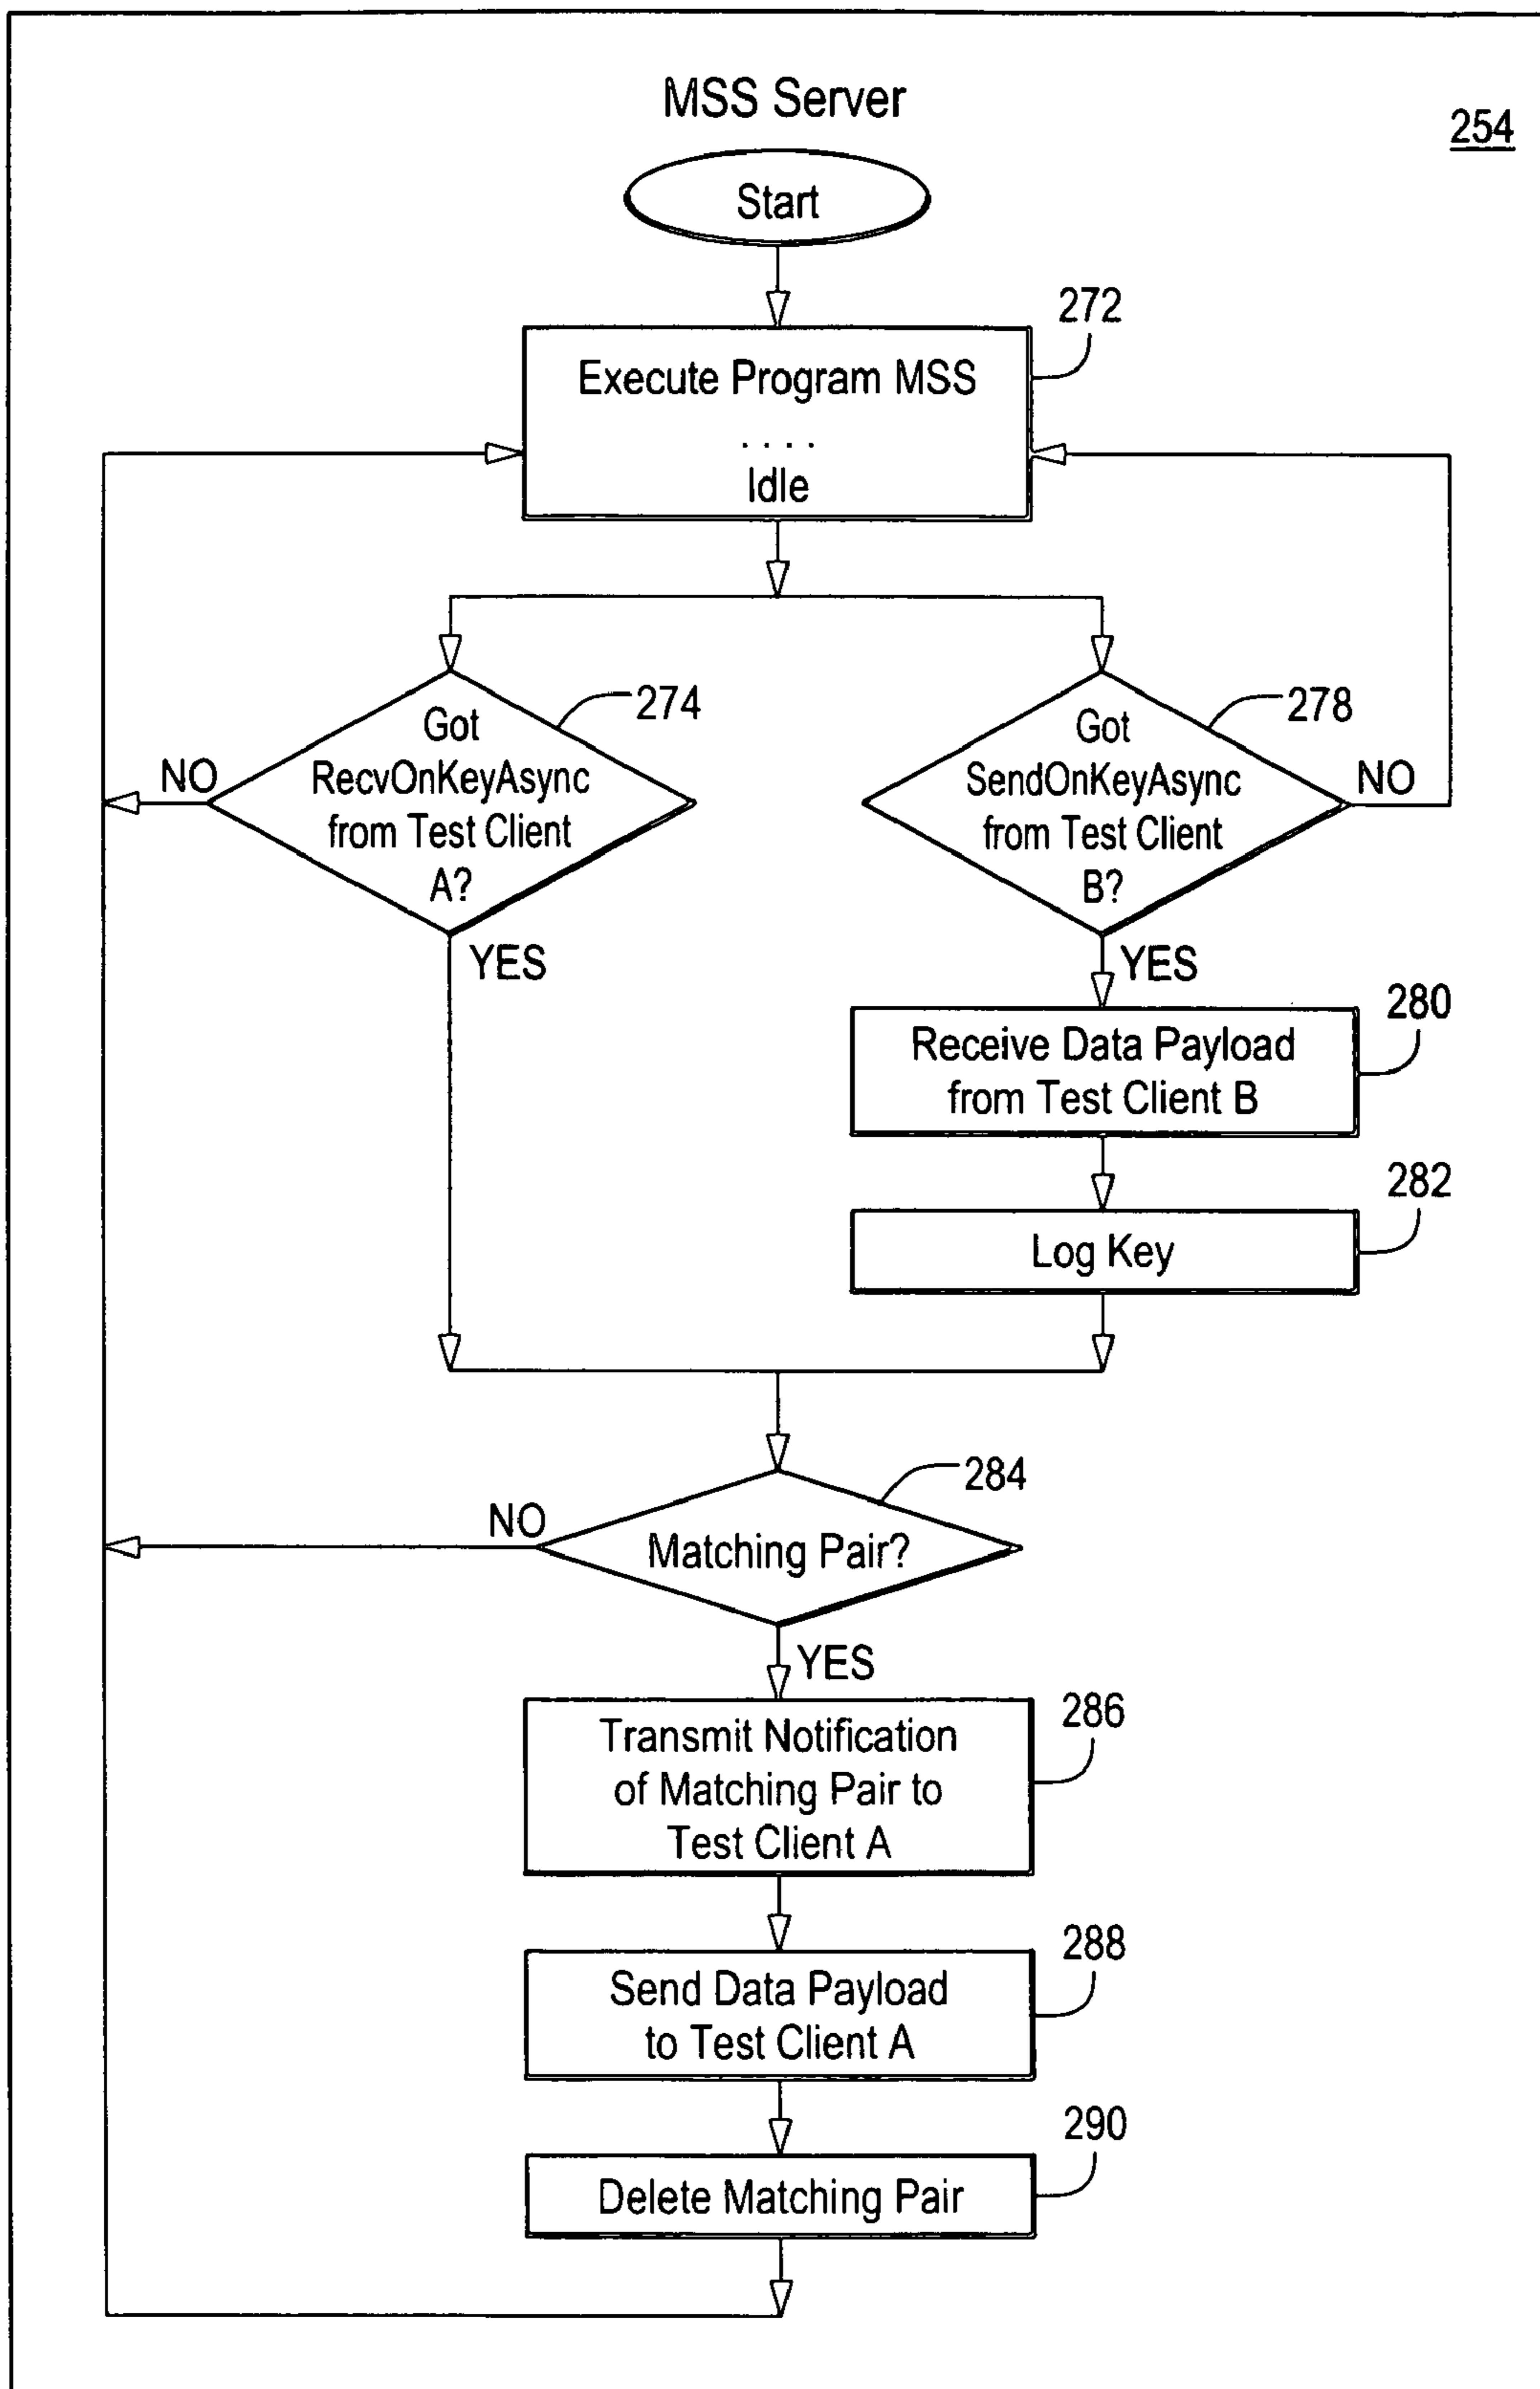 MSS Server
254
Start
272
Execute Program MSS
. . . .
Idle
274
Got
RecvOnKeyAsync
from Test Client
A?
NO
YES
278
Got
SendOnKeyAsync
from Test Client
B?
NO
YES
280
Receive Data Payload
from Test Client B
282
Log Key
284
NO
Matching Pair?
YES
286
Transmit Notification
of Matching Pair to
Test Client A
288
Send Data Payload
to Test Client A
290
Delete Matching Pair